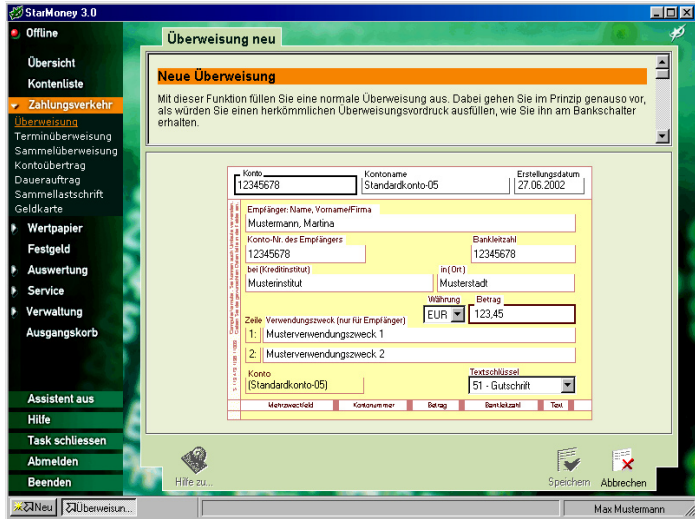 StarMoney 3.0
Offline
Übersicht
Kontenliste
Zahlungsverkehr
Überweisung
Terminüberweisung
Sammelüberweisung
Kontoübertrag
Dauerauftrag
Sammellastschrift
Geldkarte
Wertpapier
Festgeld
Auswertung
Service
Verwaltung
Ausgangskorb
Assistent aus
Hilfe
Task schliessen
Abmelden
Beenden
Überweisung neu
Neue Überweisung
Mit dieser Funktion füllen Sie eine normale Überweisung aus. Dabei gehen Sie im Prinzip genauso vor,
als würden Sie einen herkömmlichen Überweisungsvordruck ausfüllen, wie Sie ihn am Bankschalter
erhalten.
Konto Kontoname Erstellungsdatum
12345678 Standardkonto-05 27.06.2002
Empfänger: Name, Vorname/Firma
Mustermann, Martina
Konto-Nr. des Empfängers Bankleitzahl
12345678 12345678
bei (Kreditinstitut) in (Ort)
Musterinstitut Musterstadt
Währung Betrag
EUR 123,45
Zeile Verwendungszweck (nur für Empfänger)
1: Musterverwendungszweck 1
2: Musterverwendungszweck 2
Konto Textschlüssel
(Standardkonto-05) 51 - Gutschrift
Mehrzweckfeld Kontonummer Betrag Bankleitzahl Text
Hilfe zu... Speichern Abbrechen
Neu Überweisun... Max Mustermann